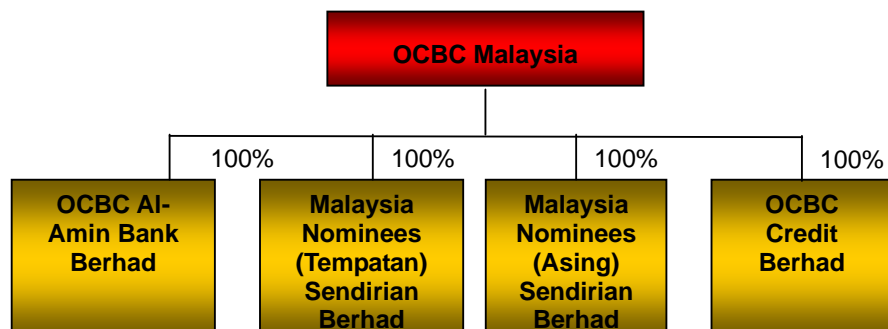 OCBC Malaysia
100%
100%
100%
100%
OCBC Al-
Amin Bank
Berhad
Malaysia
Nominees
(Tempatan)
Sendirian
Berhad
Malaysia
Nominees
(Asing)
Sendirian
Berhad
OCBC
Credit
Berhad